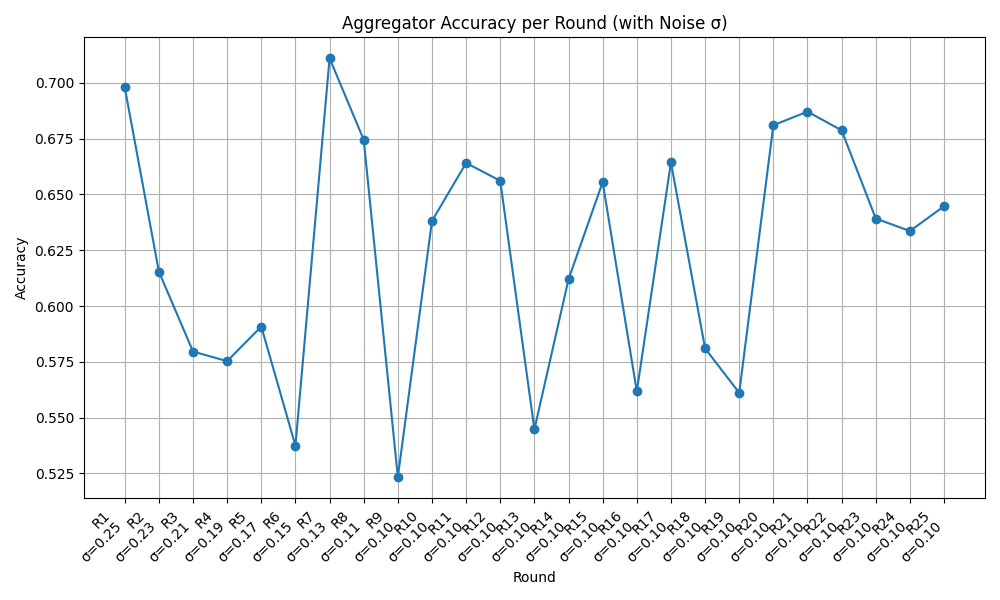 Aggregator Accuracy per Round (with Noise σ)
Accuracy
0.700
0.675
0.650
0.625
0.600
0.575
0.550
0.525
R1
σ=0.25
R2
σ=0.23
R3
σ=0.21
R4
σ=0.19
R5
σ=0.17
R6
σ=0.15
R7
σ=0.13
R8
σ=0.11
R9
σ=0.10
R10
σ=0.10
R11
σ=0.10
R12
σ=0.10
R13
σ=0.10
R14
σ=0.10
R15
σ=0.10
R16
σ=0.10
R17
σ=0.10
R18
σ=0.10
R19
σ=0.10
R20
σ=0.10
R21
σ=0.10
R22
σ=0.10
R23
σ=0.10
R24
σ=0.10
R25
σ=0.10
Round